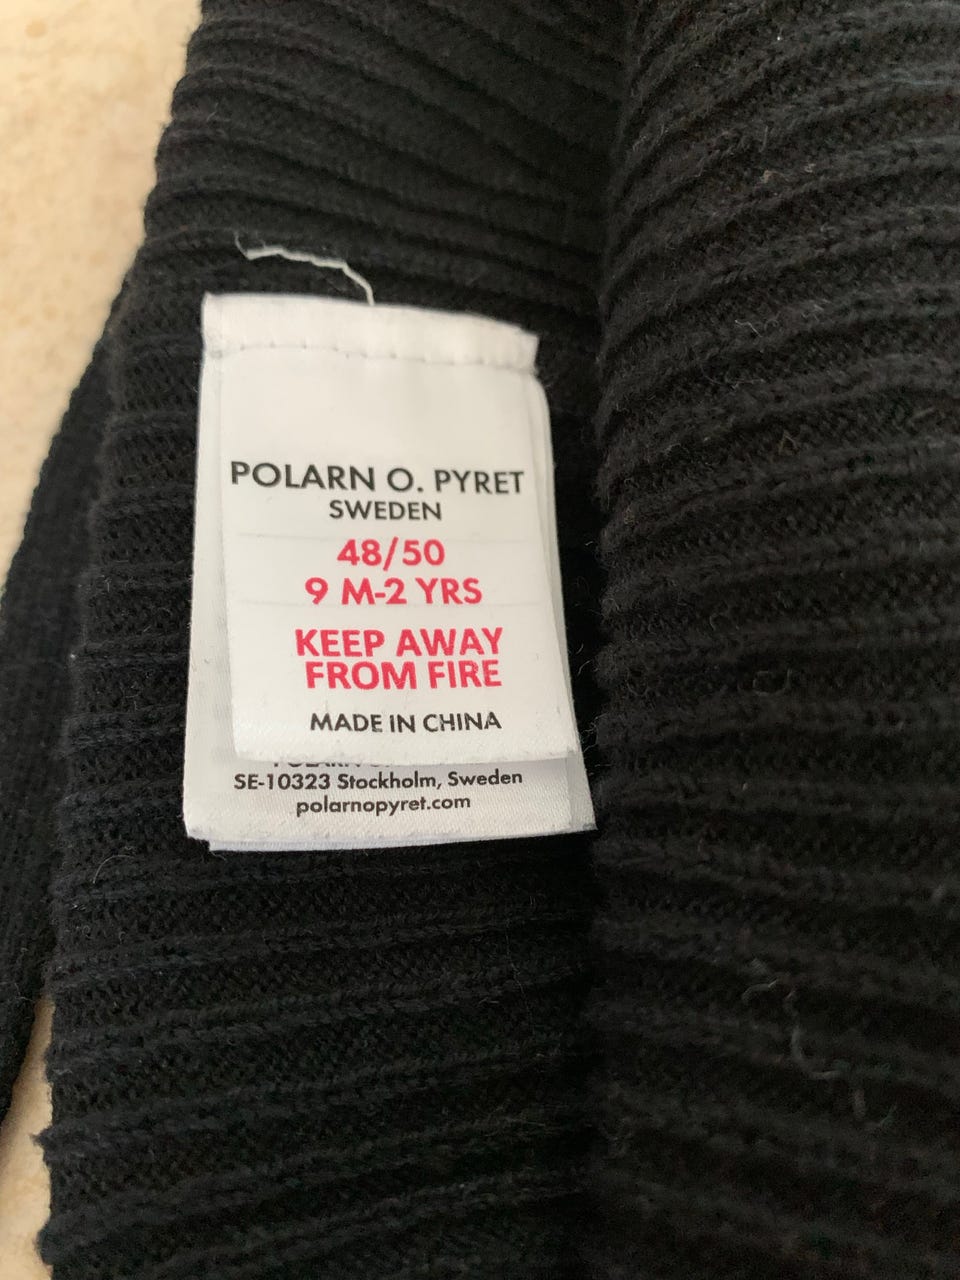 POLARN O. PYRET
SWEDEN
48/50
9 M-2 YRS
KEEP AWAY
FROM FIRE
MADE IN CHINA
SE-10323 Stockholm, Sweden
polarnopyret.com